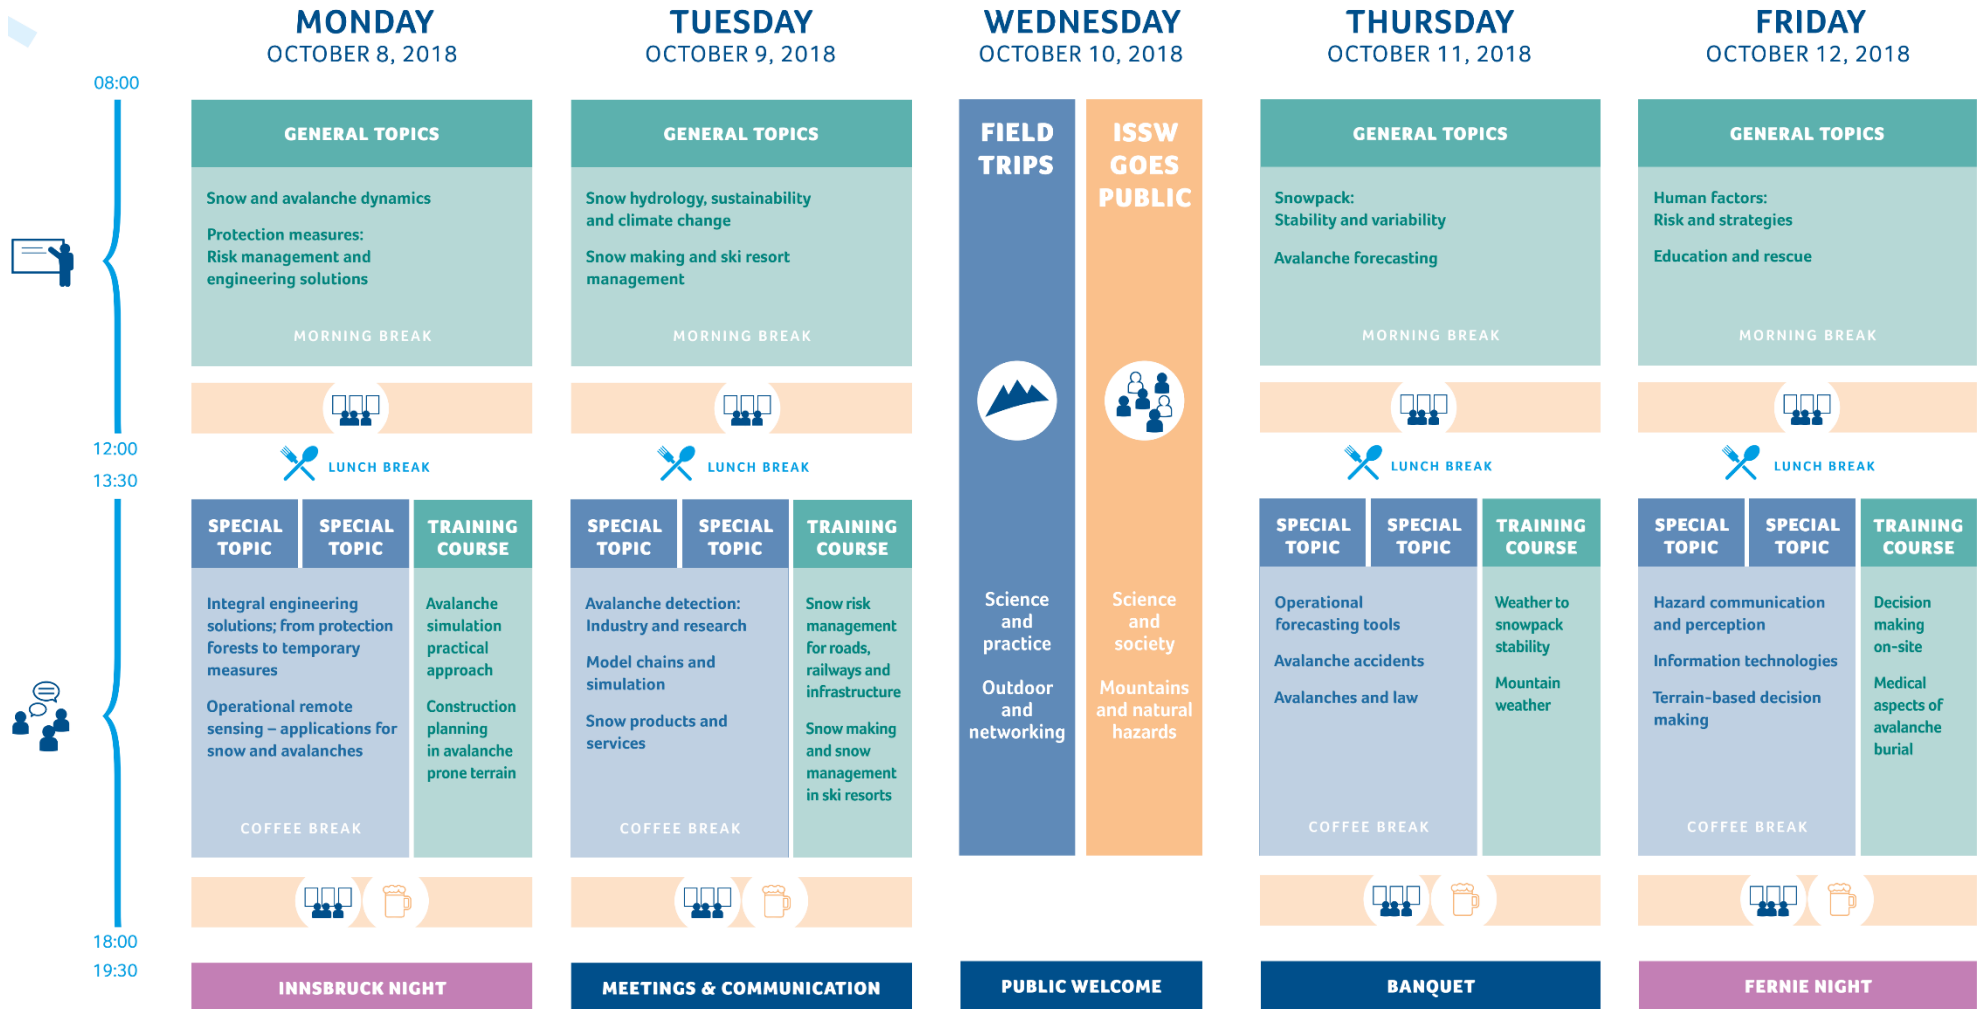 MONDAY
OCTOBER 8, 2018
TUESDAY
OCTOBER 9, 2018
WEDNESDAY
OCTOBER 10, 2018
THURSDAY
OCTOBER 11, 2018
FRIDAY
OCTOBER 12, 2018
08:00
12:00
13:30
18:00
19:30
GENERAL TOPICS
Snow and avalanche dynamics
Protection measures:
Risk management and
engineering solutions
MORNING BREAK
LUNCH BREAK
SPECIAL
TOPIC
SPECIAL
TOPIC
TRAINING
COURSE
Integral engineering
solutions; from protection
forests to temporary
measures
Operational remote
sensing – applications for
snow and avalanches
COFFEE BREAK
Avalanche
simulation
practical
approach
Construction
planning
in avalanche
prone terrain
INNSBRUCK NIGHT
GENERAL TOPICS
Snow hydrology, sustainability
and climate change
Snow making and ski resort
management
MORNING BREAK
LUNCH BREAK
SPECIAL
TOPIC
SPECIAL
TOPIC
TRAINING
COURSE
Avalanche detection:
Industry and research
Model chains and
simulation
Snow products and
services
COFFEE BREAK
Snow risk
management
for roads,
railways and
infrastructure
Snow making
and snow
management
in ski resorts
MEETINGS & COMMUNICATION
FIELD
TRIPS
Science
and
practice
Outdoor
and
networking
ISSW
GOES
PUBLIC
Science
and
society
Mountains
and natural
hazards
PUBLIC WELCOME
GENERAL TOPICS
Snowpack:
Stability and variability
Avalanche forecasting
MORNING BREAK
LUNCH BREAK
SPECIAL
TOPIC
SPECIAL
TOPIC
TRAINING
COURSE
Operational
forecasting tools
Avalanche accidents
Avalanches and law
COFFEE BREAK
Weather to
snowpack
stability
Mountain
weather
BANQUET
GENERAL TOPICS
Human factors:
Risk and strategies
Education and rescue
MORNING BREAK
LUNCH BREAK
SPECIAL
TOPIC
SPECIAL
TOPIC
TRAINING
COURSE
Hazard communication
and perception
Information technologies
Terrain-based decision
making
COFFEE BREAK
Decision
making
on-site
Medical
aspects of
avalanche
burial
FERNIE NIGHT